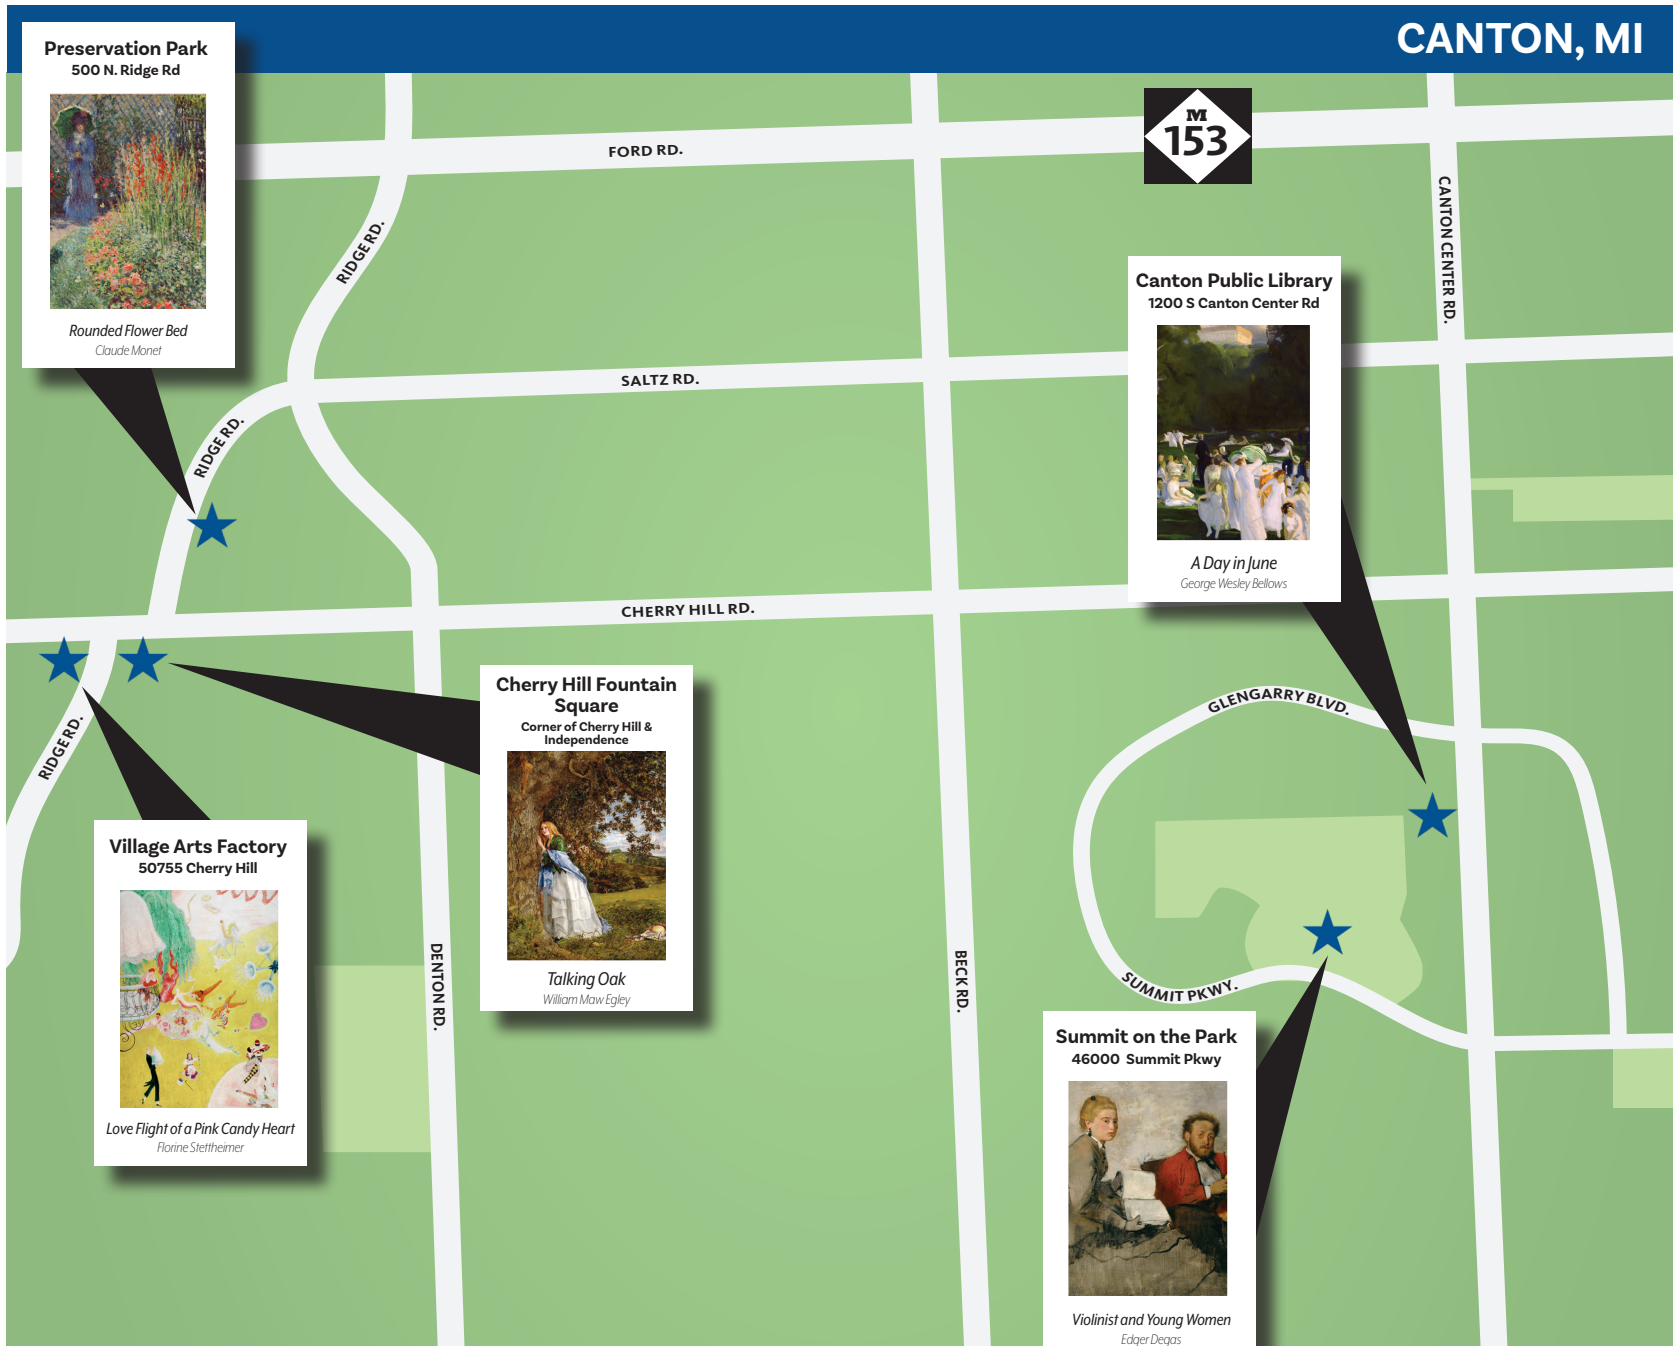 CANTON, MI
Preservation Park
500 N. Ridge Rd
Rounded Flower Bed
Claude Monet
M
153
FORD RD.
RIDGE RD.
CANTON CENTER RD.
Canton Public Library
1200 S Canton Center Rd
A Day in June
George Wesley Bellows
SALTZ RD.
RIDGE RD.
CHERRY HILL RD.
Cherry Hill Fountain
Square
Corner of Cherry Hill &
Independence
Talking Oak
William Maw Egley
GLENGARRY BLVD.
RIDGE RD.
Village Arts Factory
50755 Cherry Hill
Love Flight of a Pink Candy Heart
Florine Stettheimer
DENTON RD.
BECK RD.
SUMMIT PKWY.
Summit on the Park
46000 Summit Pkwy
Violinist and Young Women
Edger Degas